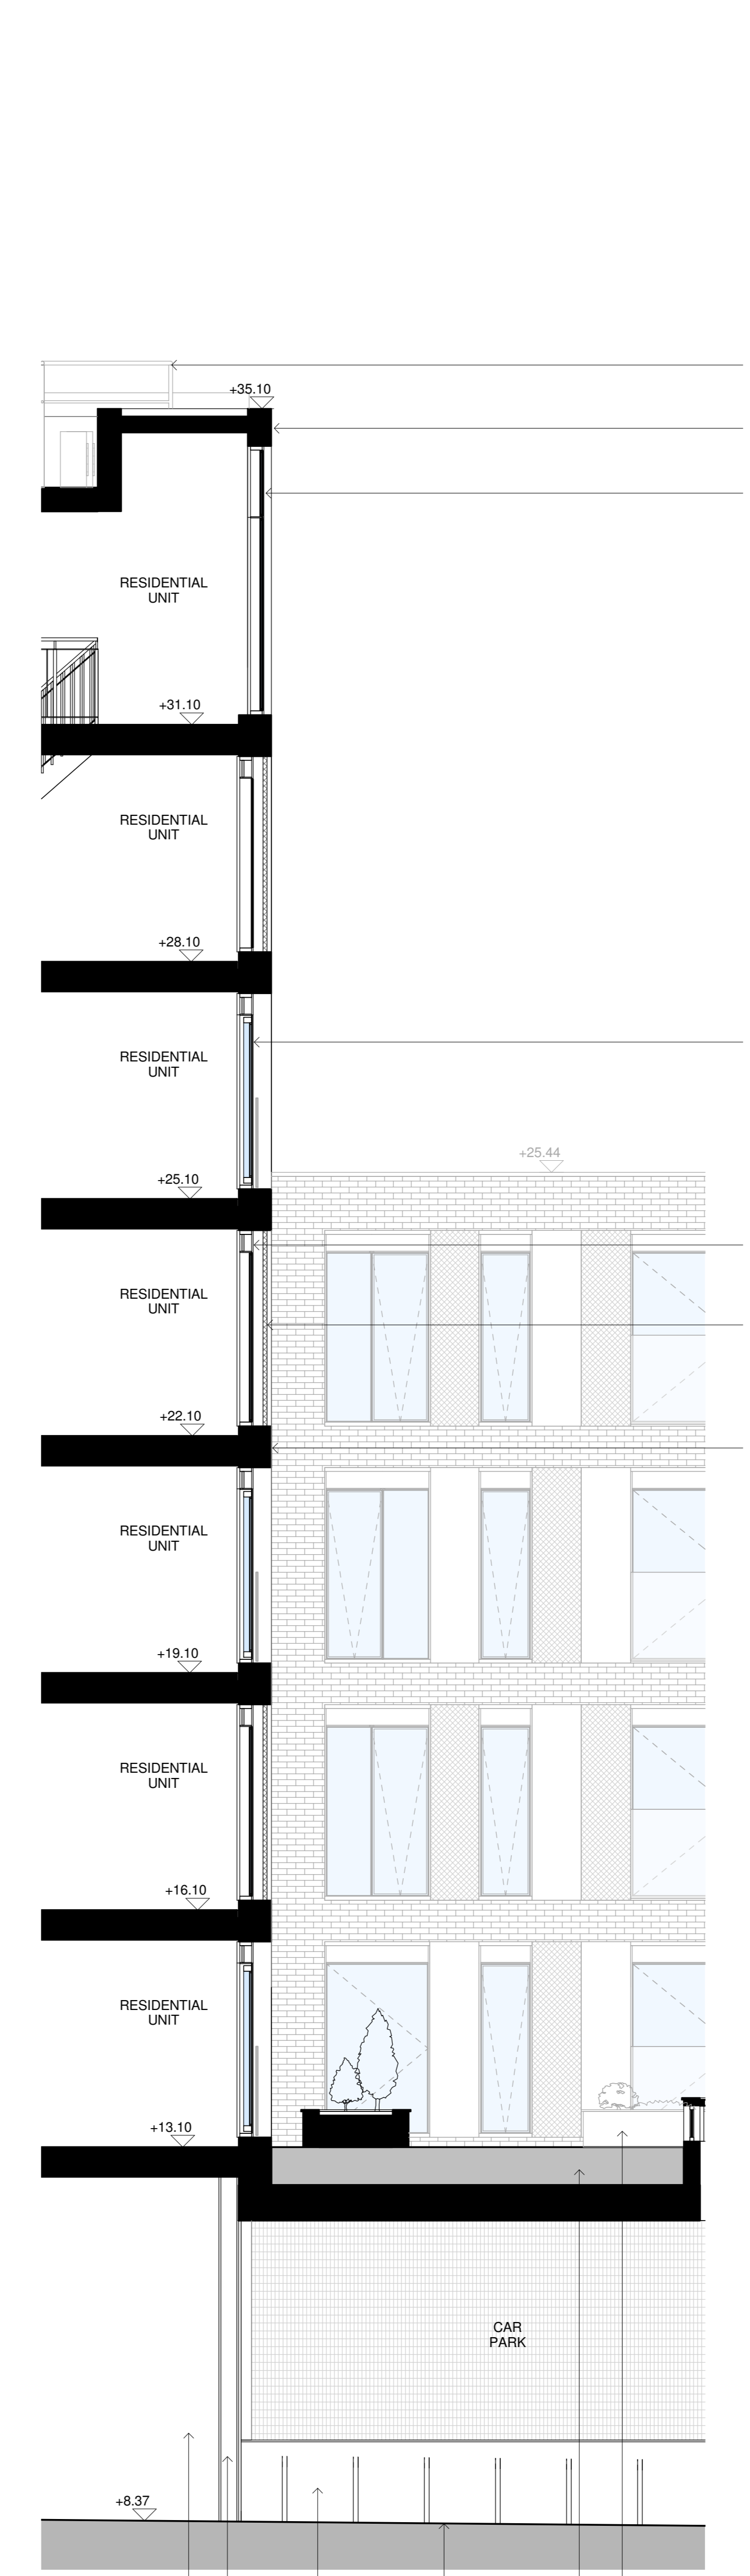 +35.10
RESIDENTIAL
UNIT
+31.10
RESIDENTIAL
UNIT
+28.10
RESIDENTIAL
UNIT
+25.44
+25.10
RESIDENTIAL
UNIT
+22.10
RESIDENTIAL
UNIT
+19.10
RESIDENTIAL
UNIT
+16.10
RESIDENTIAL
UNIT
+13.10
CAR
PARK
+8.37